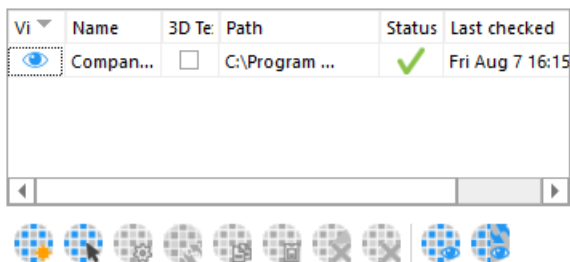 Vi Name 3D Te: Path Status Last checked
Compan... C:\Program ... Fri Aug 7 16:15